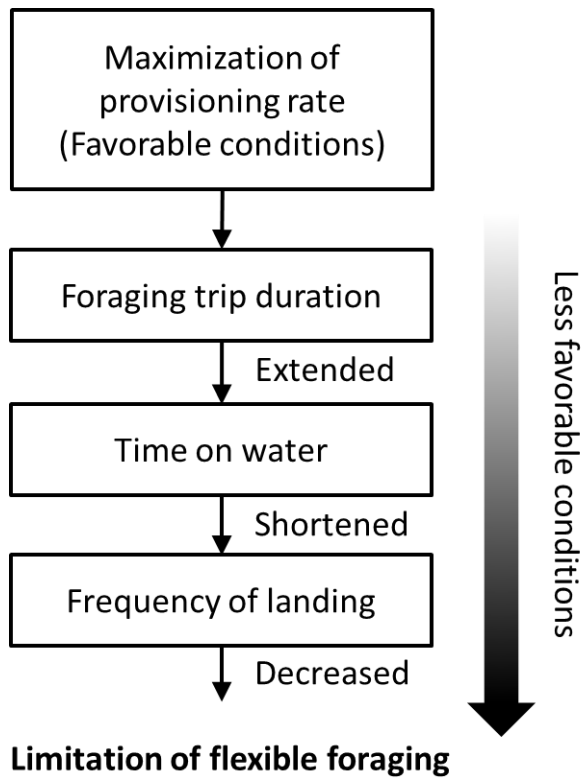 Maximization of
provisioning rate
(Favorable conditions)
Foraging trip duration
Extended
Time on water
Shortened
Frequency of landing
Decreased
Limitation of flexible foraging
Less favorable conditions